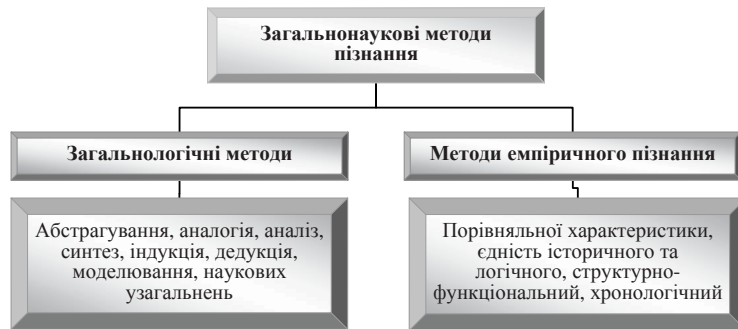 Загальнонаукові методи
пізнання
Загальнологічні методи
Методи емпіричного пізнання
Абстрагування, аналогія, аналіз,
синтез, індукція, дедукція,
моделювання, наукових
узагальнень
Порівняльної характеристики,
єдність історичного та
логічного, структурно-
функціональний, хронологічний